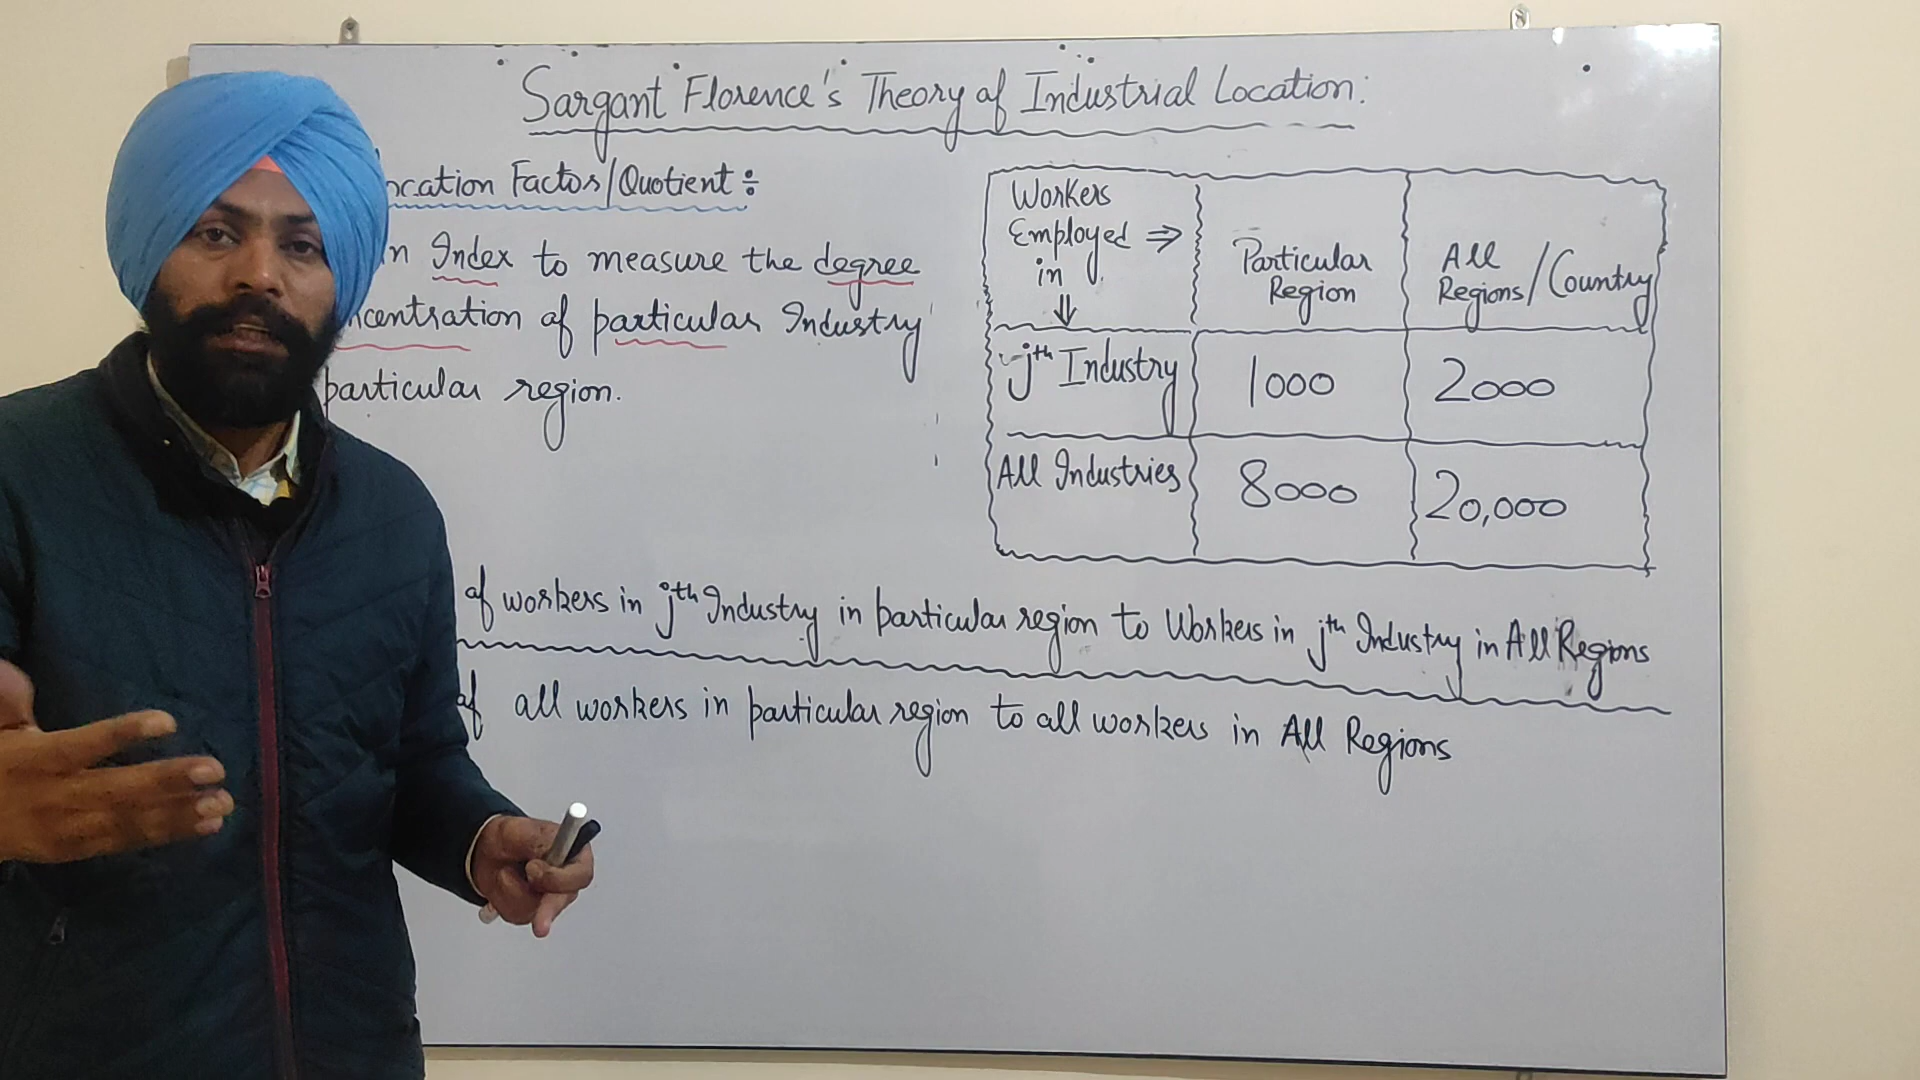 Sargant Florence's Theory of Industrial Location:
ocation Factor/Quotient :
n Index to measure the degree
ncentration of particular Industry
particular region.
Workers
Employed ⇒
in
⇓
Particular
Region
All
Regions/Country
jth Industry
1000
2000
All Industries
8000
20,000
of workers in jth Industry in particular region to Workers in jth Industry in All Regions
of all workers in particular region to all workers in All Regions